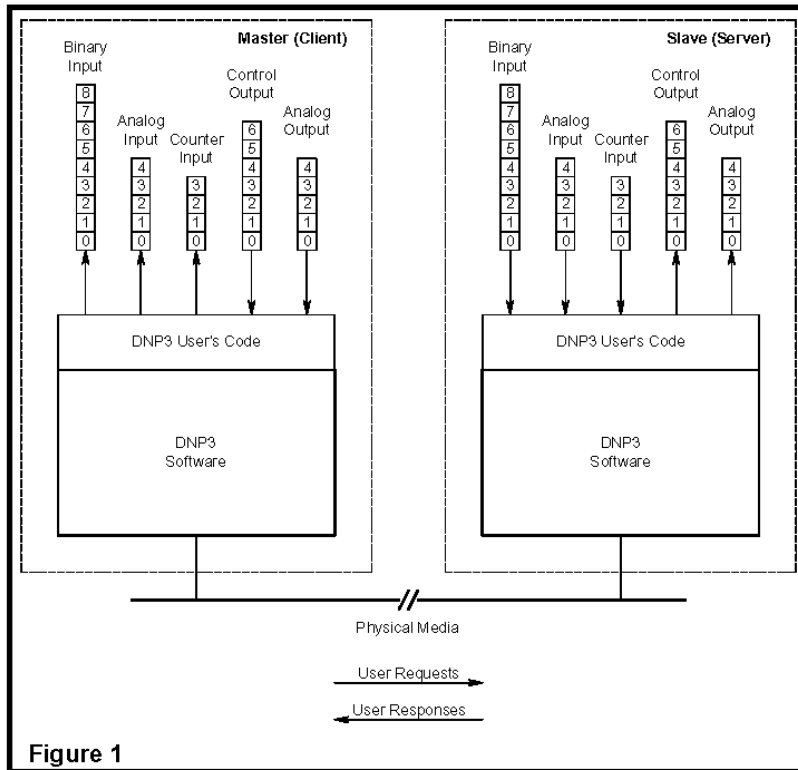 Master (Client)
Binary
Input
8
7
6
5
4
3
2
1
0
Analog
Input
4
3
2
1
0
Counter
Input
3
2
1
0
Control
Output
6
5
4
3
2
1
0
Analog
Output
4
3
2
1
0
DNP3 User's Code
DNP3
Software
Slave (Server)
Binary
Input
8
7
6
5
4
3
2
1
0
Analog
Input
4
3
2
1
0
Counter
Input
3
2
1
0
Control
Output
6
5
4
3
2
1
0
Analog
Output
4
3
2
1
0
DNP3 User's Code
DNP3
Software
Physical Media
User Requests
User Responses
Figure 1